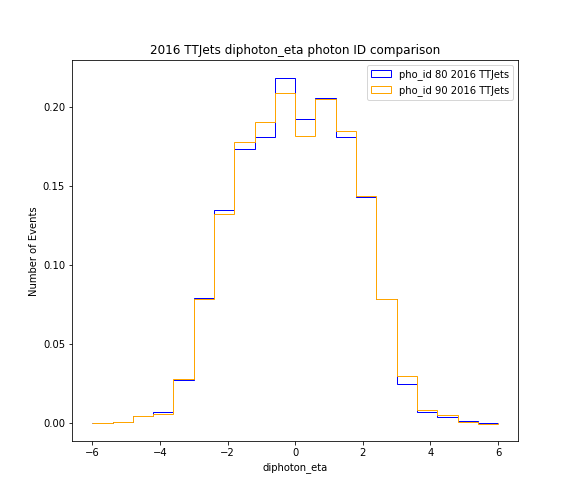 2016 TTJets diphoton_eta photon ID comparison
pho_id 80 2016 TTJets
pho_id 90 2016 TTJets
Number of Events
0.20
0.15
0.10
0.05
0.00
−6
−4
−2
0
2
4
6
diphoton_eta